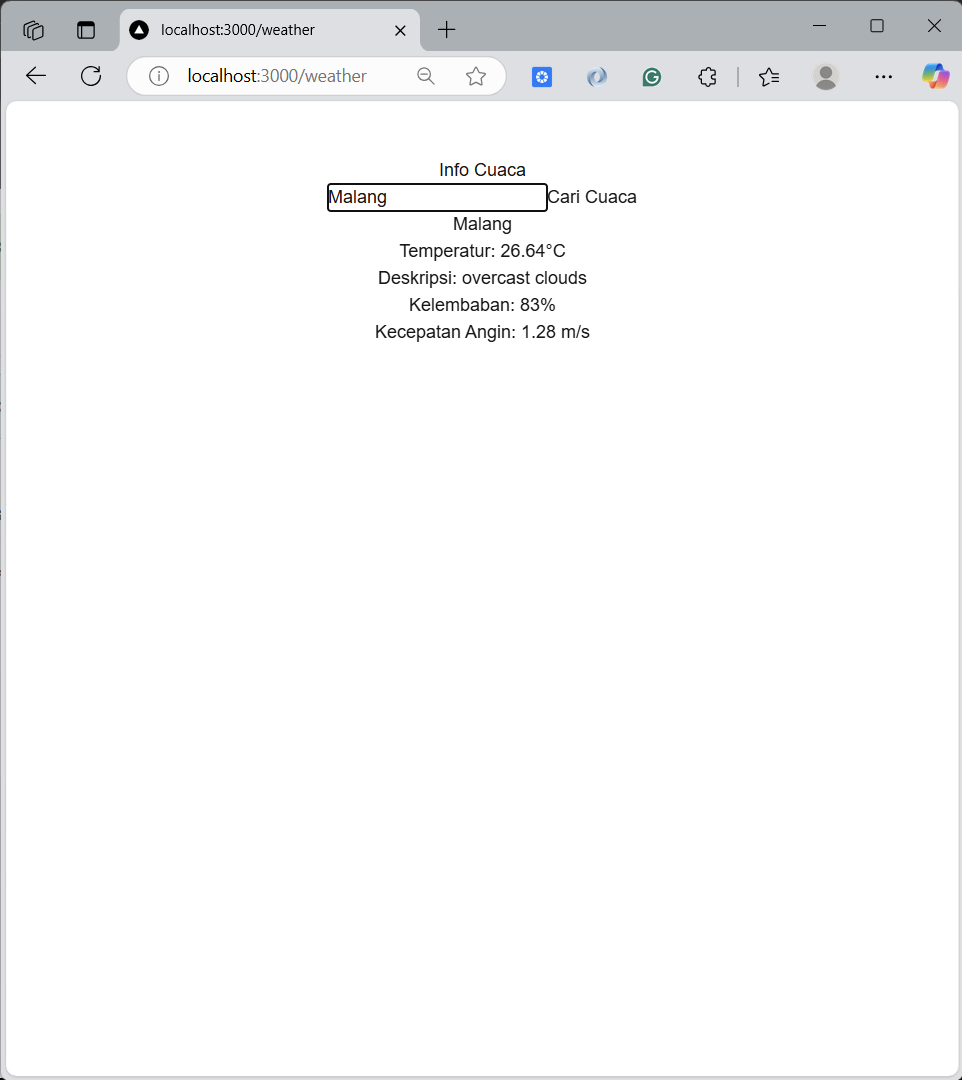 localhost:3000/weather
localhost:3000/weather
Info Cuaca
Malang Cari Cuaca
Malang
Temperatur: 26.64°C
Deskripsi: overcast clouds
Kelembaban: 83%
Kecepatan Angin: 1.28 m/s